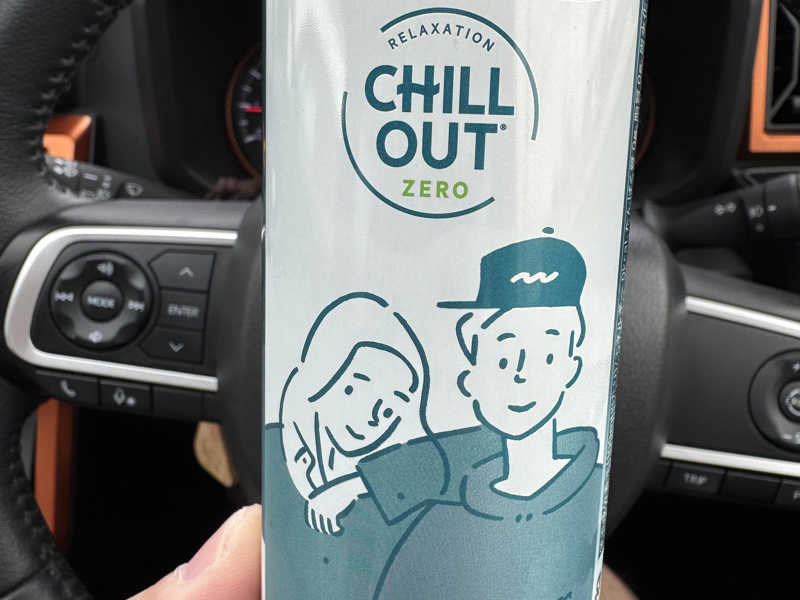 RELAXATION
CHILL
OUT®
ZERO
MODE
ENTER
TRIP